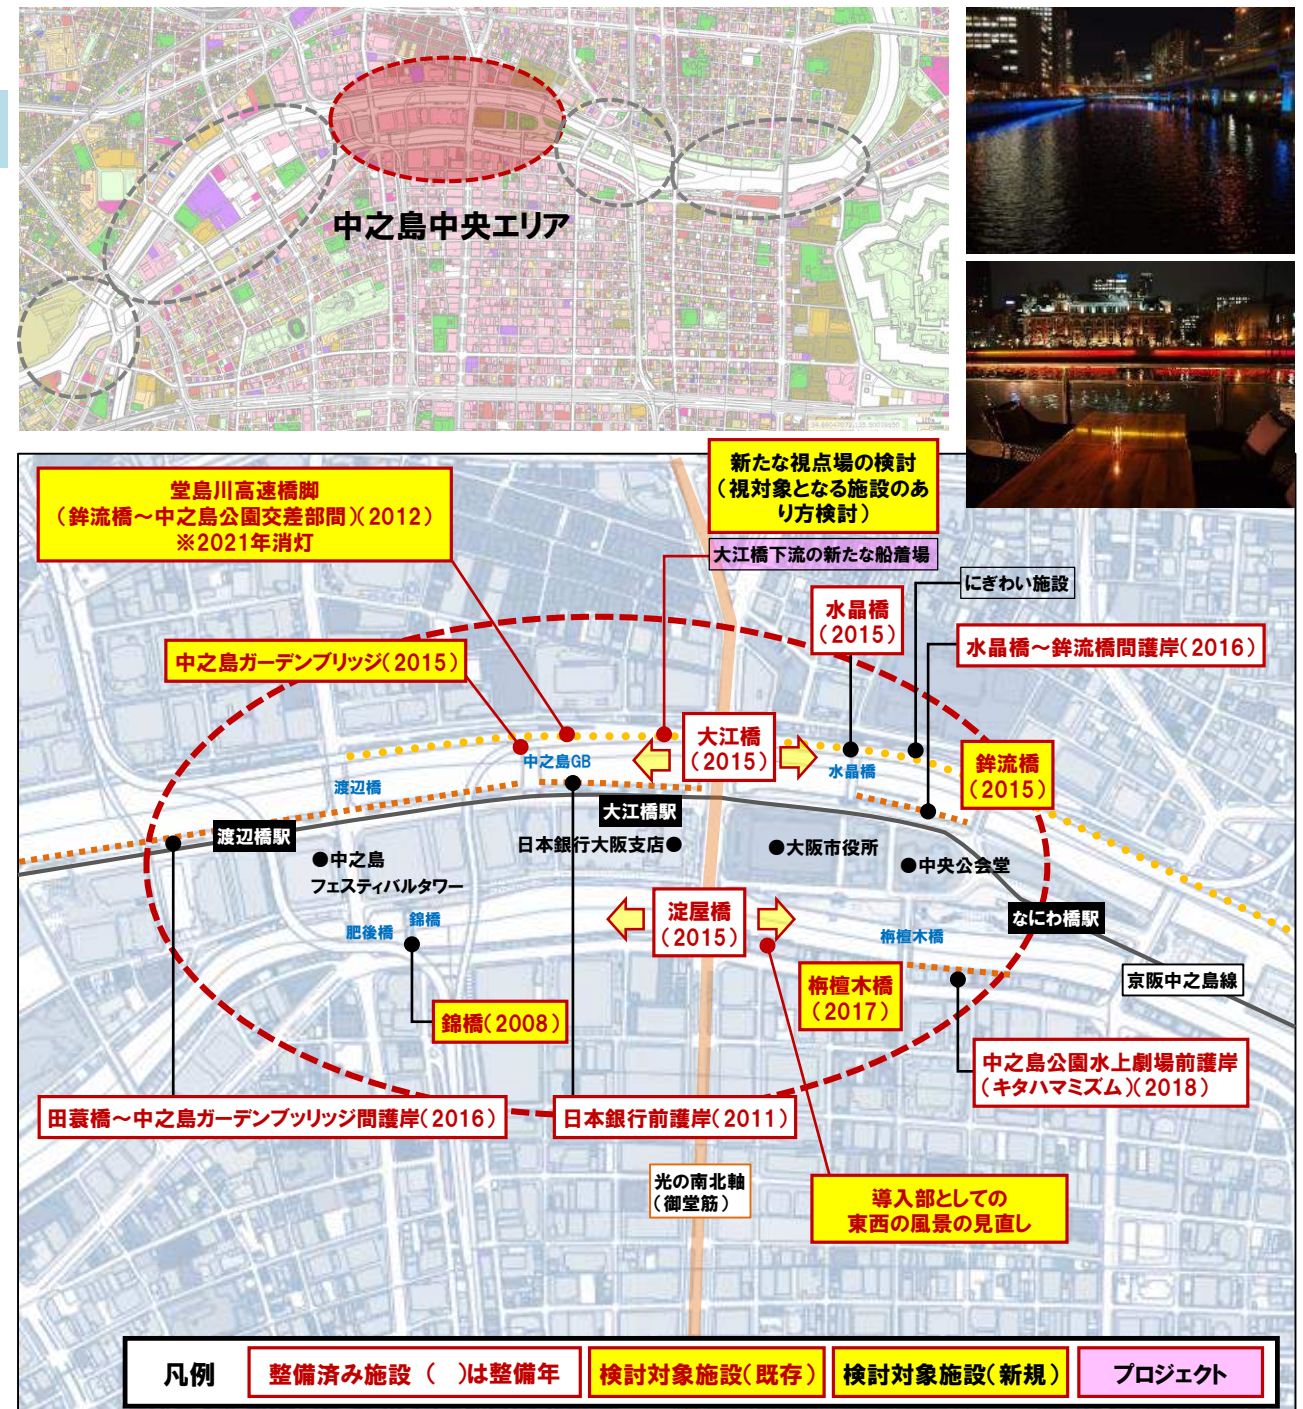 中之島中央エリア
堂島川高速橋脚
(鉾流橋～中之島公園交差部間)(2012)
※2021年消灯
新たな視点場の検討
(視対象となる施設のあ
り方検討)
大江橋下流の新たな船着場
にぎわい施設
水晶橋
(2015)
水晶橋～鉾流橋間護岸(2016)
中之島ガーデンブリッジ(2015)
大江橋
(2015)
鉾流橋
(2015)
中之島GB
水晶橋
渡辺橋
大江橋駅
渡辺橋駅
日本銀行大阪支店●
●大阪市役所
●中央公会堂
●中之島
フェスティバルタワー
淀屋橋
(2015)
なにわ橋駅
錦橋
肥後橋
栴檀木橋
京阪中之島線
栴檀木橋
(2017)
錦橋(2008)
中之島公園水上劇場前護岸
(キタハマミズム)(2018)
田蓑橋～中之島ガーデンブッリッジ間護岸(2016)
日本銀行前護岸(2011)
光の南北軸
(御堂筋)
導入部としての
東西の風景の見直し
凡例
整備済み施設 ( )は整備年
検討対象施設(既存)
検討対象施設(新規)
プロジェクト